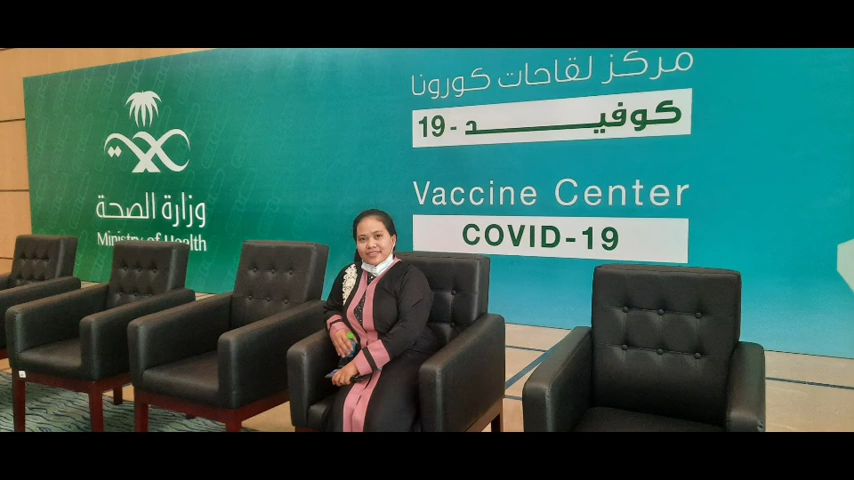 وزارة الصحة
Ministry of Health
مركز لقاحات كورونا
كوفيد - 19
Vaccine Center
COVID-19